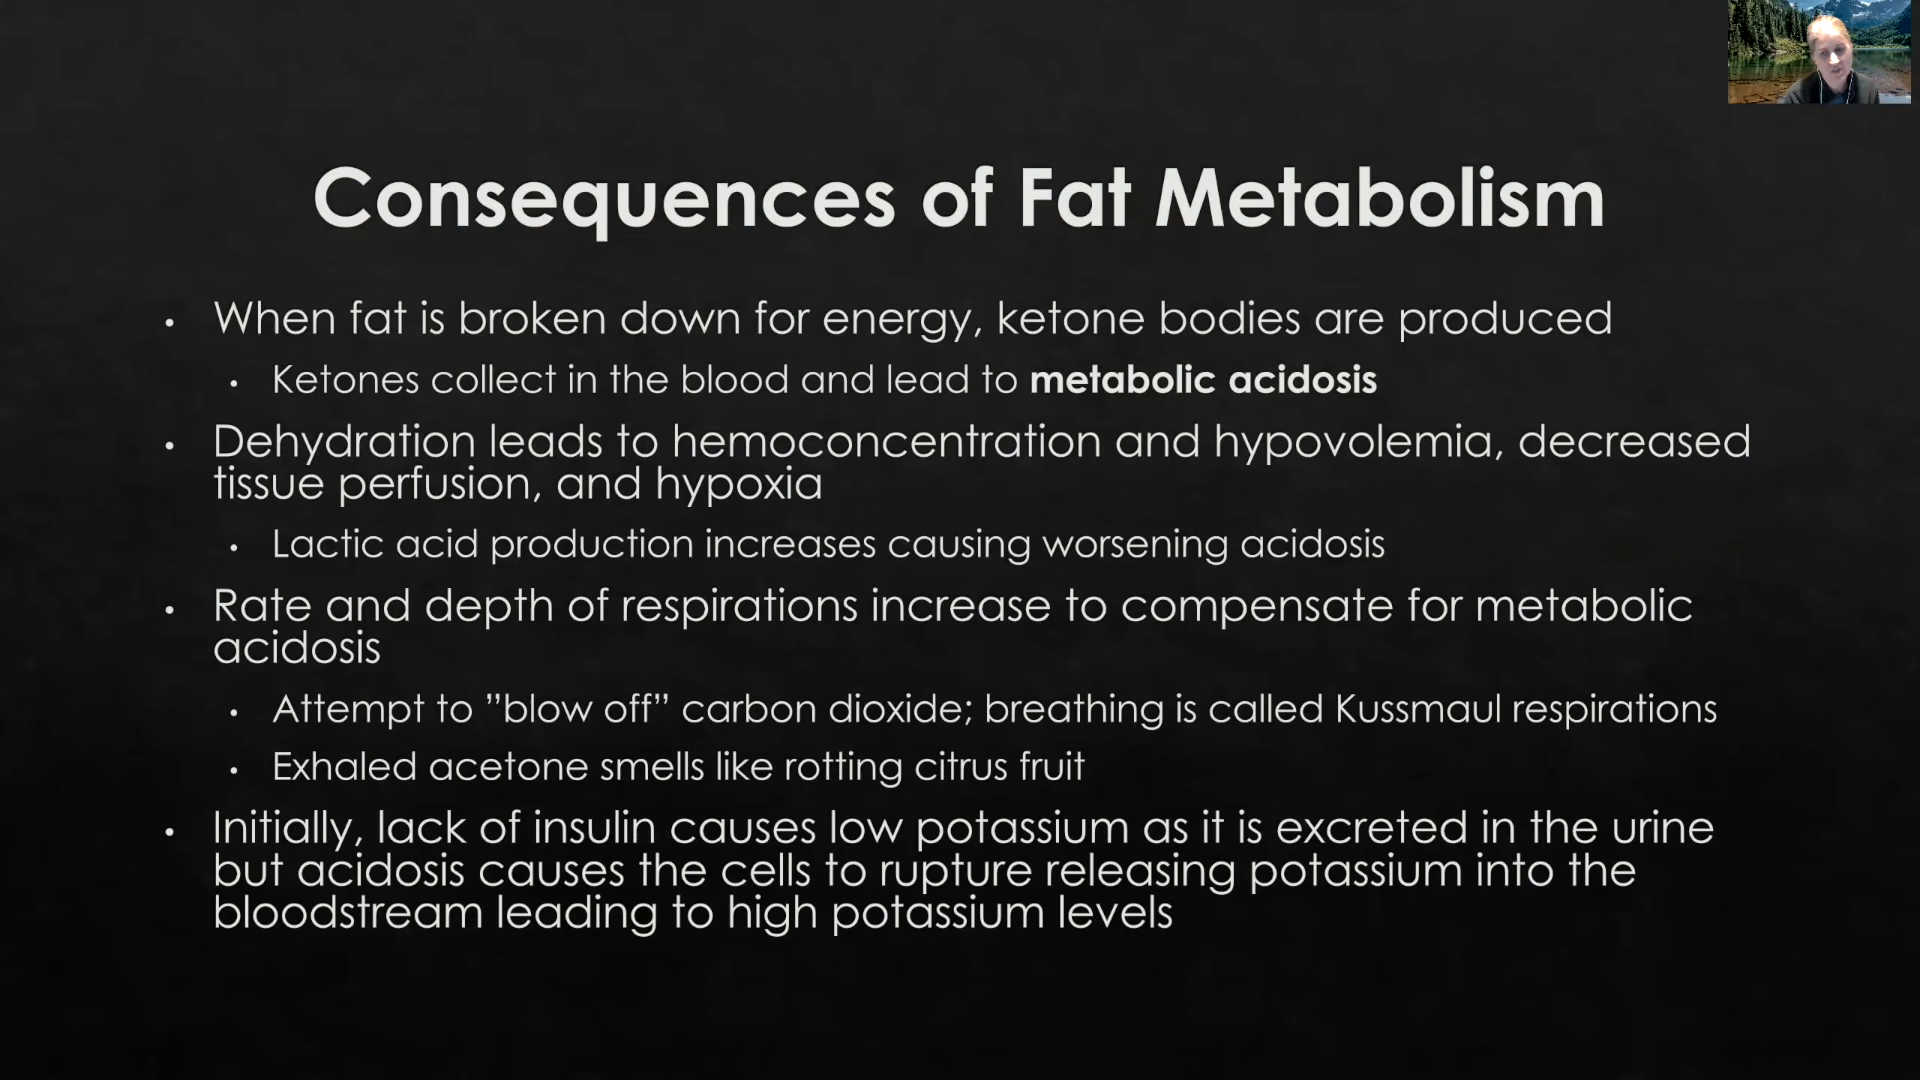 Consequences of Fat Metabolism
• When fat is broken down for energy, ketone bodies are produced
• Ketones collect in the blood and lead to metabolic acidosis
• Dehydration leads to hemoconcentration and hypovolemia, decreased
tissue perfusion, and hypoxia
• Lactic acid production increases causing worsening acidosis
• Rate and depth of respirations increase to compensate for metabolic
acidosis
• Attempt to ”blow off” carbon dioxide; breathing is called Kussmaul respirations
• Exhaled acetone smells like rotting citrus fruit
• Initially, lack of insulin causes low potassium as it is excreted in the urine
but acidosis causes the cells to rupture releasing potassium into the
bloodstream leading to high potassium levels